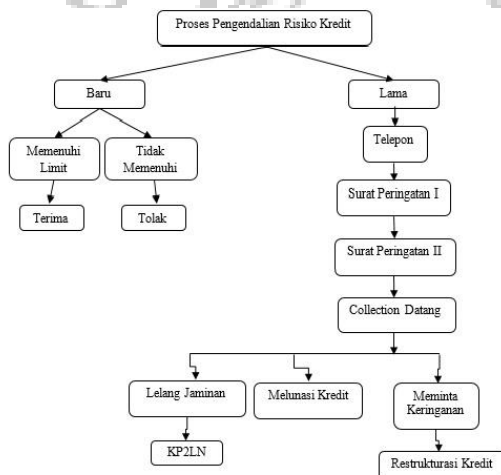 Proses Pengendalian Risiko Kredit
Baru
Lama
Memenuhi
Limit
Tidak
Memenuhi
Telepon
Terima
Tolak
Surat Peringatan I
Surat Peringatan II
Collection Datang
Lelang Jaminan
Melunasi Kredit
Meminta
Keringanan
KP2LN
Restrukturasi Kredit